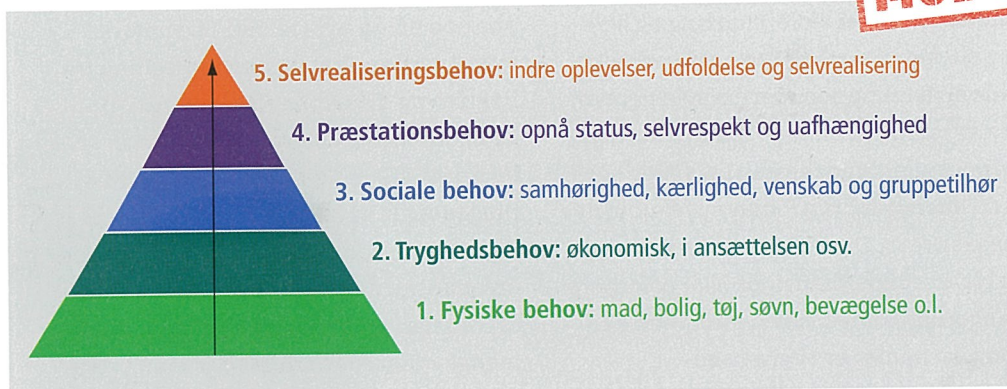 5. Selvrealiseringsbehov: indre oplevelser, udfoldelse og selvrealisering
4. Præstationsbehov: opnå status, selvrespekt og uafhængighed
3. Sociale behov: samhørighed, kærlighed, venskab og gruppetilhør
2. Tryghedsbehov: økonomisk, i ansættelsen osv.
1. Fysiske behov: mad, bolig, tøj, søvn, bevægelse o.l.